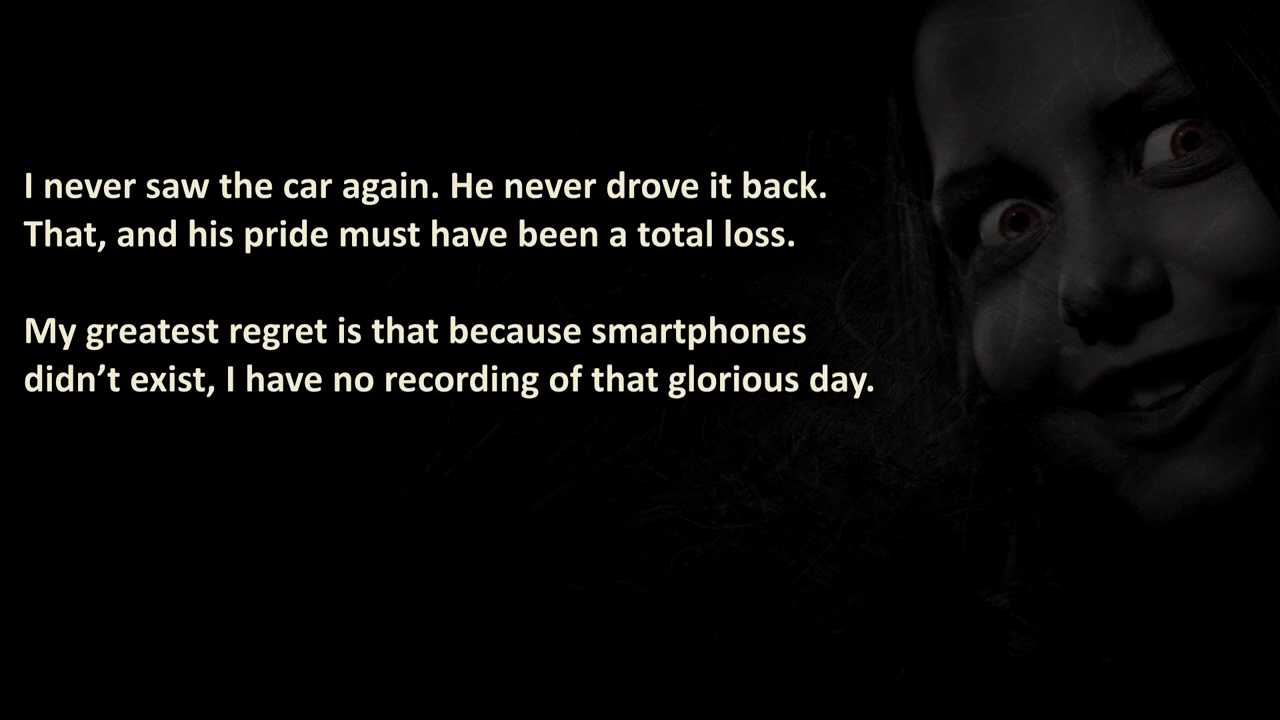 I never saw the car again. He never drove it back.
That, and his pride must have been a total loss.
My greatest regret is that because smartphones
didn’t exist, I have no recording of that glorious day.